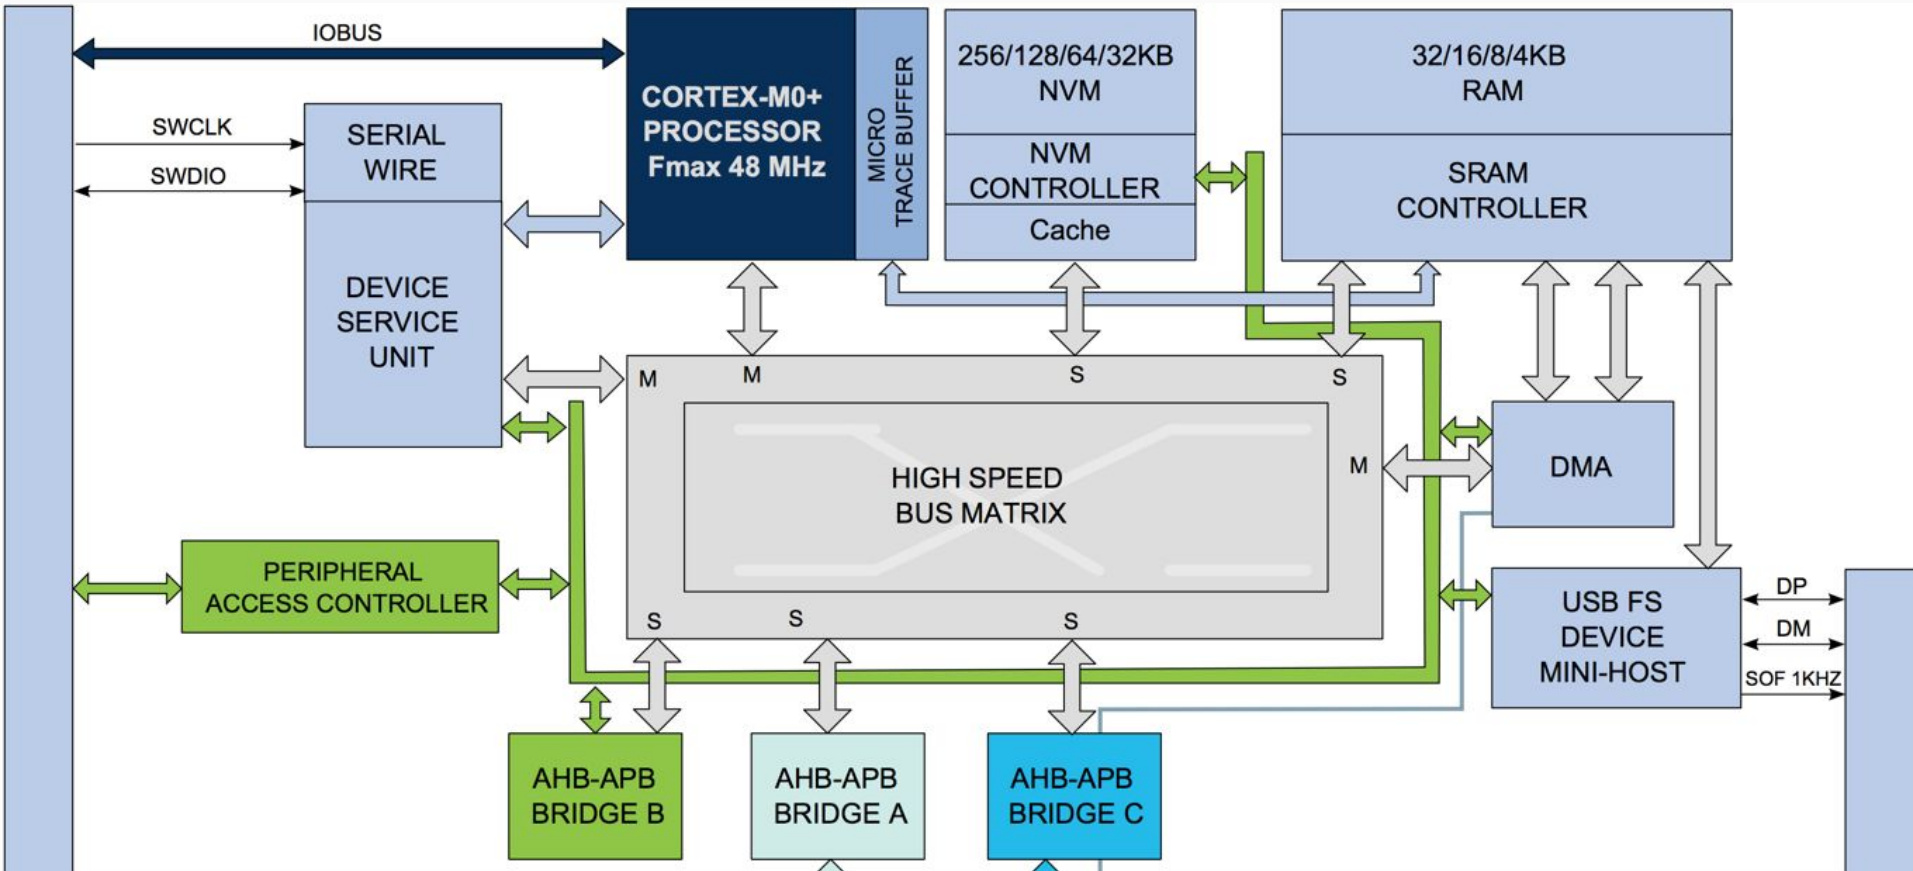 IOBUS
SWCLK
SWDIO
SERIAL
WIRE
DEVICE
SERVICE
UNIT
CORTEX-M0+
PROCESSOR
Fmax 48 MHz
MICRO
TRACE BUFFER
256/128/64/32KB
NVM
NVM
CONTROLLER
Cache
32/16/8/4KB
RAM
SRAM
CONTROLLER
M
M
S
S
M
HIGH SPEED
BUS MATRIX
S
S
S
DMA
PERIPHERAL
ACCESS CONTROLLER
USB FS
DEVICE
MINI-HOST
DP
DM
SOF 1KHZ
AHB-APB
BRIDGE B
AHB-APB
BRIDGE A
AHB-APB
BRIDGE C